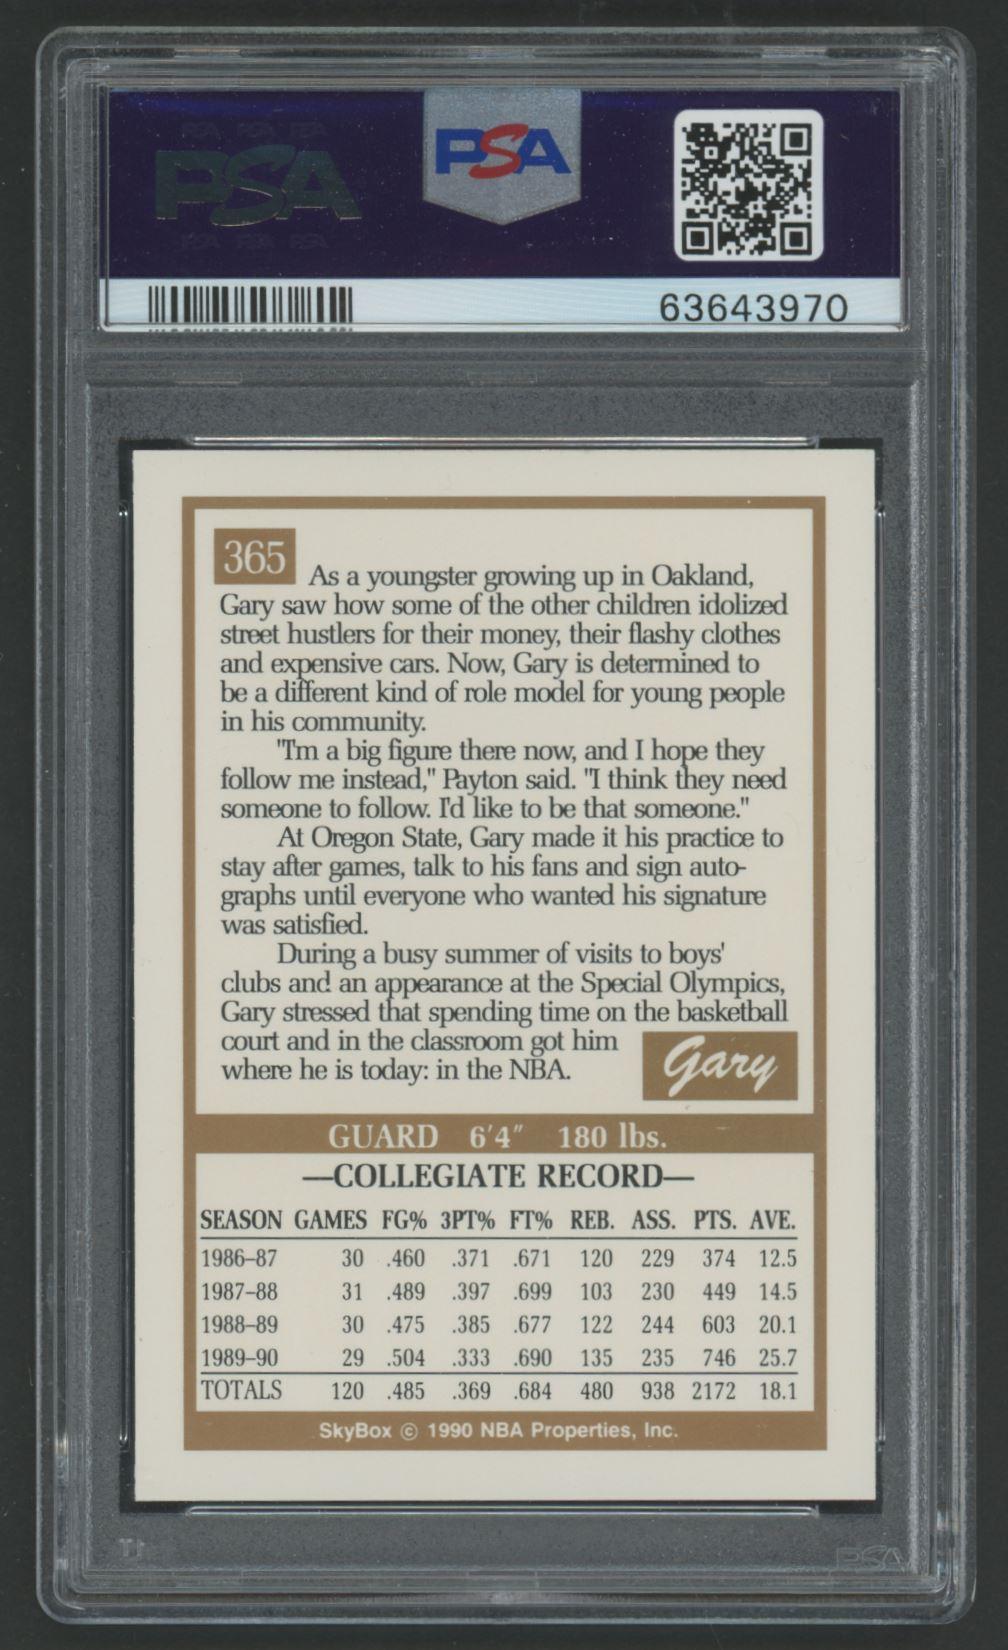 PSA PSA PSA
PSA
PSA PSA PSA
PSA
63643970
365
As a youngster growing up in Oakland,
Gary saw how some of the other children idolized
street hustlers for their money, their flashy clothes
and expensive cars. Now, Gary is determined to
be a different kind of role model for young people
in his community.
"I'm a big figure there now, and I hope they
follow me instead," Payton said. "I think they need
someone to follow. I'd like to be that someone."
At Oregon State, Gary made it his practice to
stay after games, talk to his fans and sign auto-
graphs until everyone who wanted his signature
was satisfied.
During a busy summer of visits to boys'
clubs and an appearance at the Special Olympics,
Gary stressed that spending time on the basketball
court and in the classroom got him
where he is today: in the NBA.
Gary
GUARD 6'4" 180 lbs.
—COLLEGIATE RECORD—
SEASON GAMES FG% 3PT% FT% REB. ASS. PTS. AVE.
1986–87 30 .460 .371 .671 120 229 374 12.5
1987–88 31 .489 .397 .699 103 230 449 14.5
1988–89 30 .475 .385 .677 122 244 603 20.1
1989–90 29 .504 .333 .690 135 235 746 25.7
TOTALS 120 .485 .369 .684 480 938 2172 18.1
SkyBox © 1990 NBA Properties, Inc.
PSA